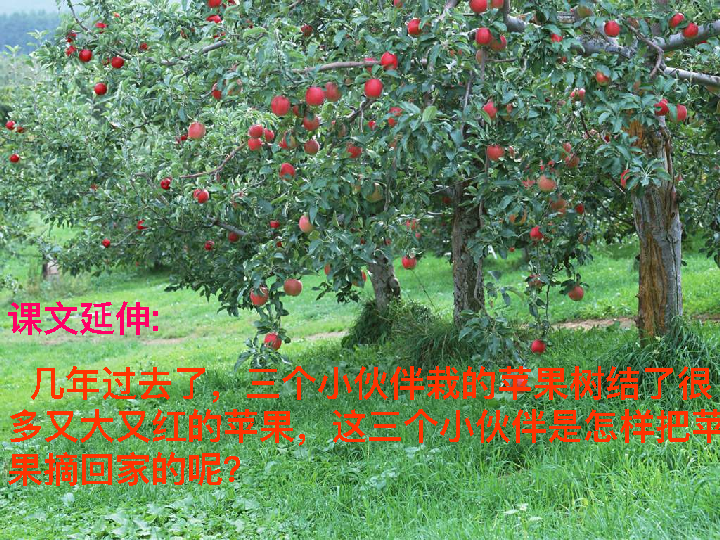 课文延伸:
几年过去了，三个小伙伴栽的苹果树结了很
多又大又红的苹果，这三个小伙伴是怎样把苹
果摘回家的呢?